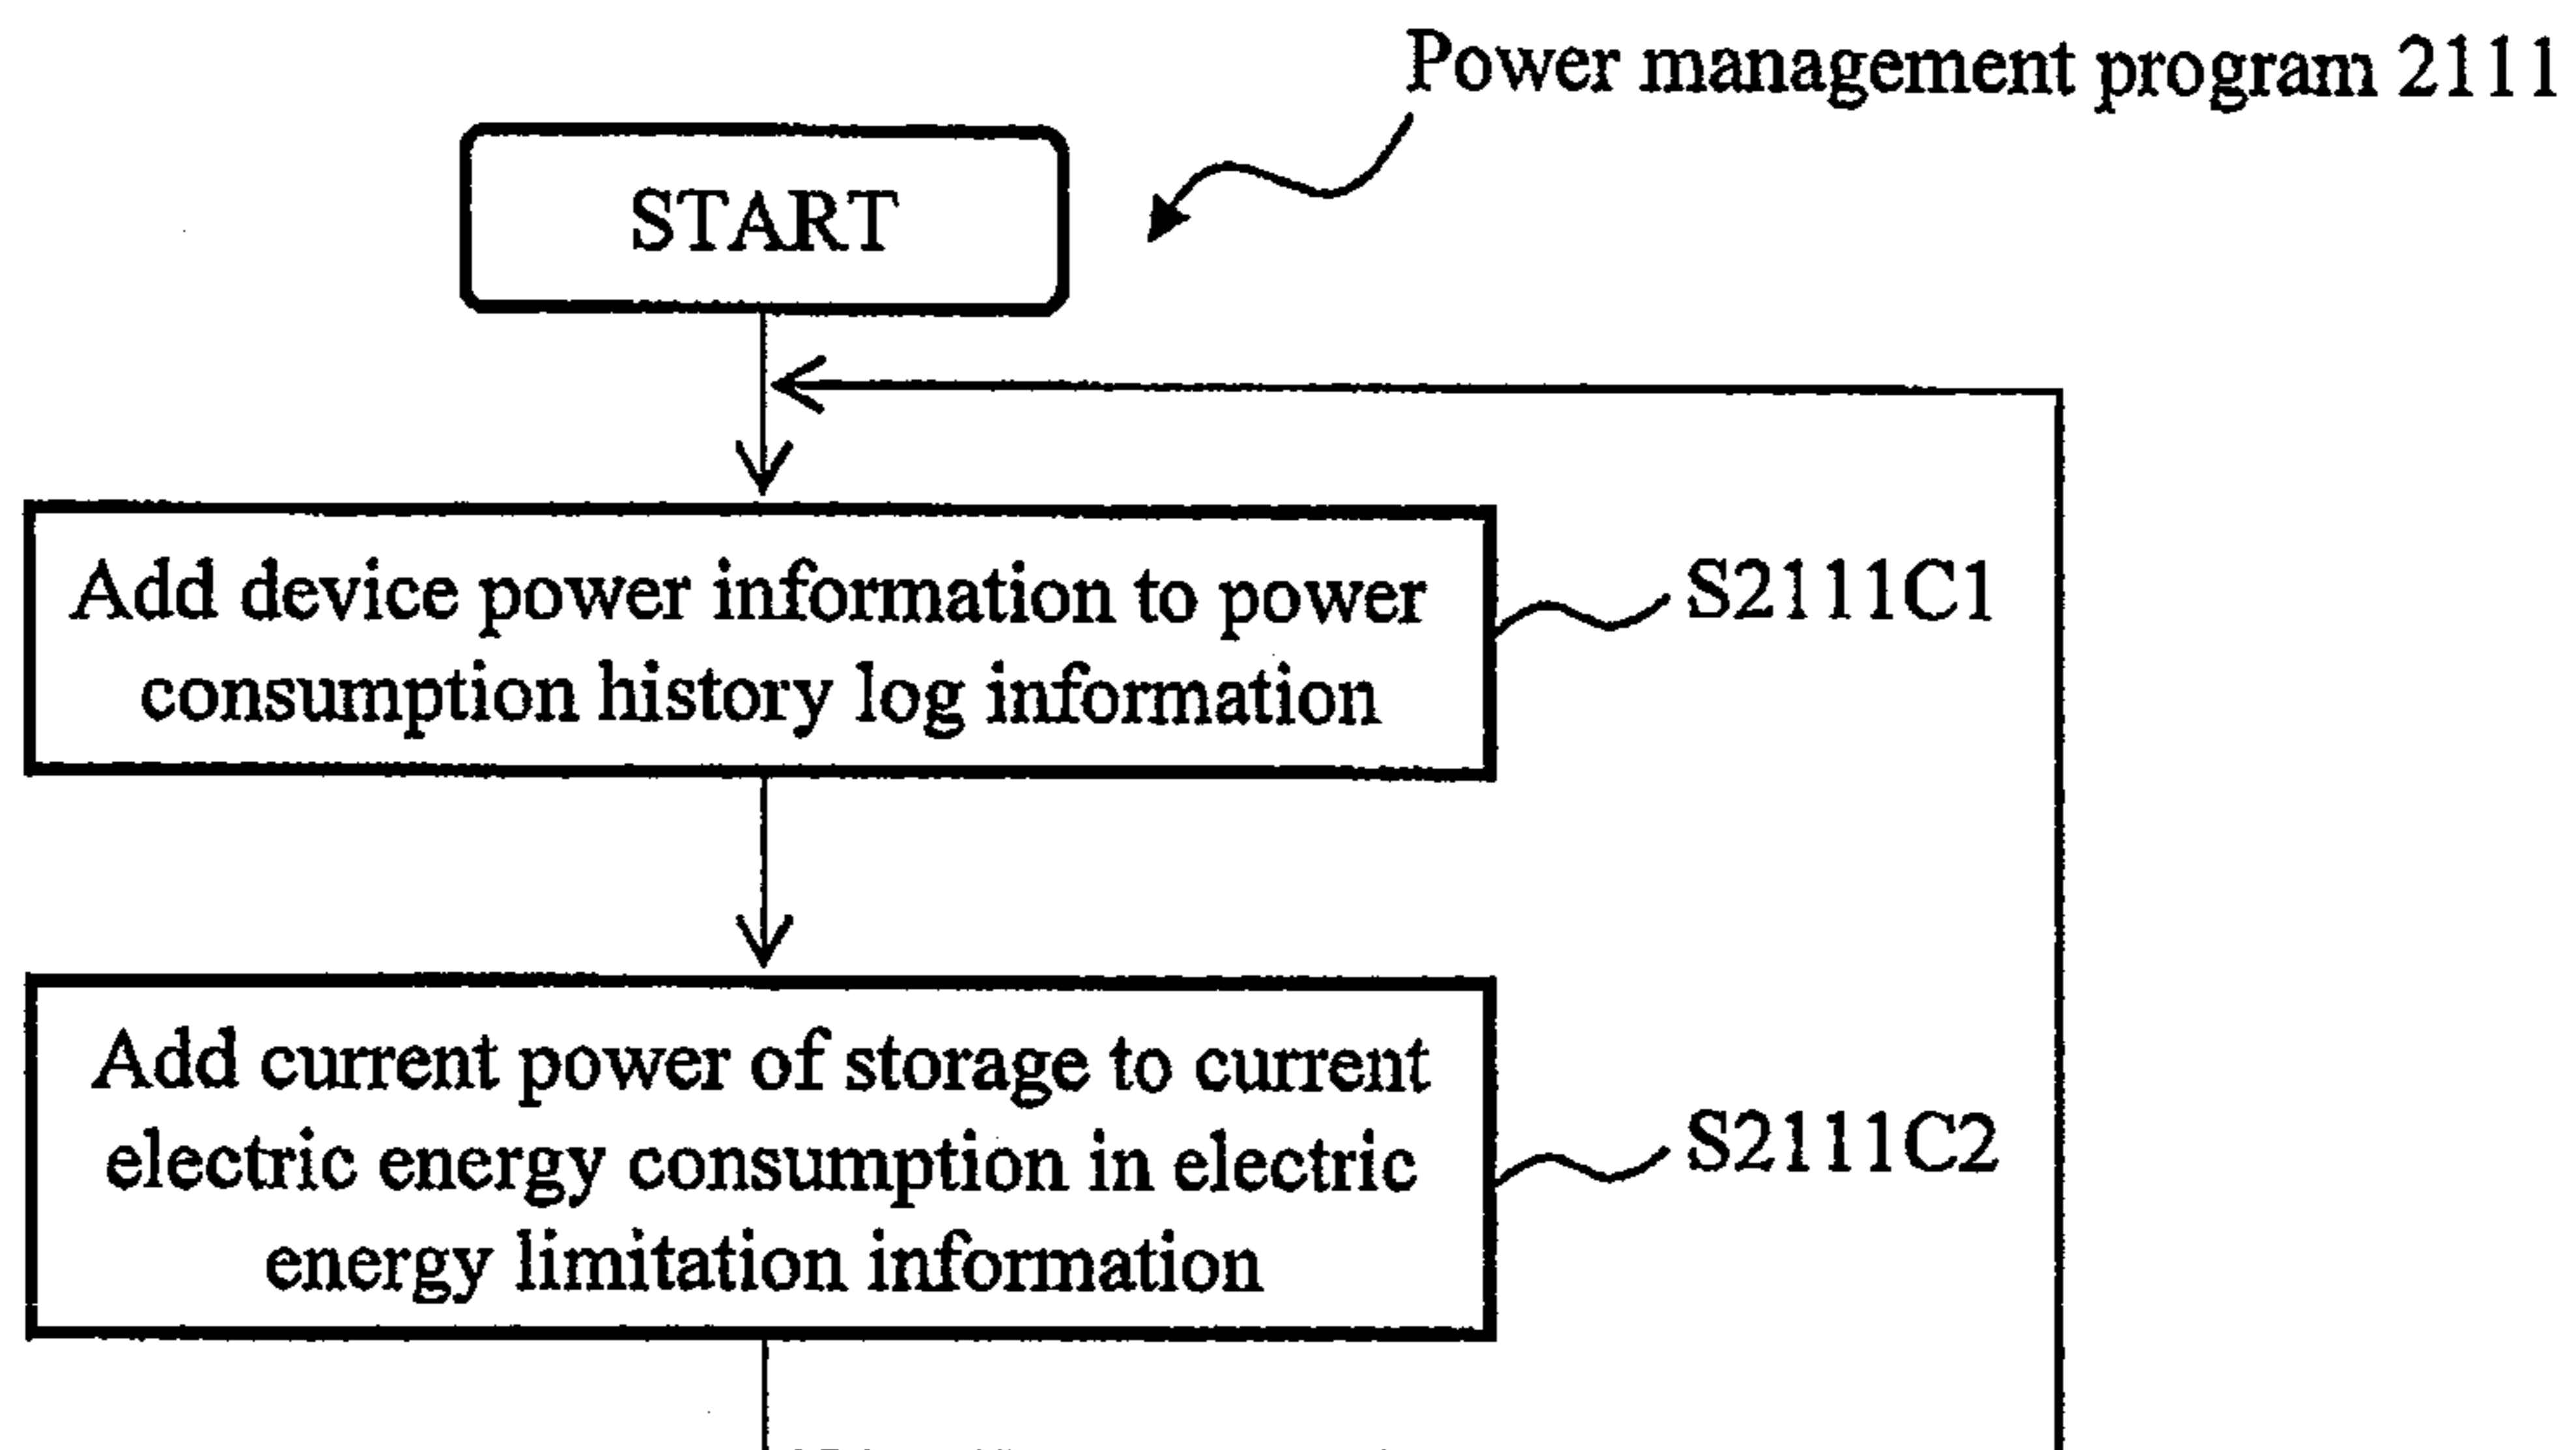 Power management program 2111
START
Add device power information to power
consumption history log information
S2111C1
Add current power of storage to current
electric energy consumption in electric
energy limitation information
S2111C2